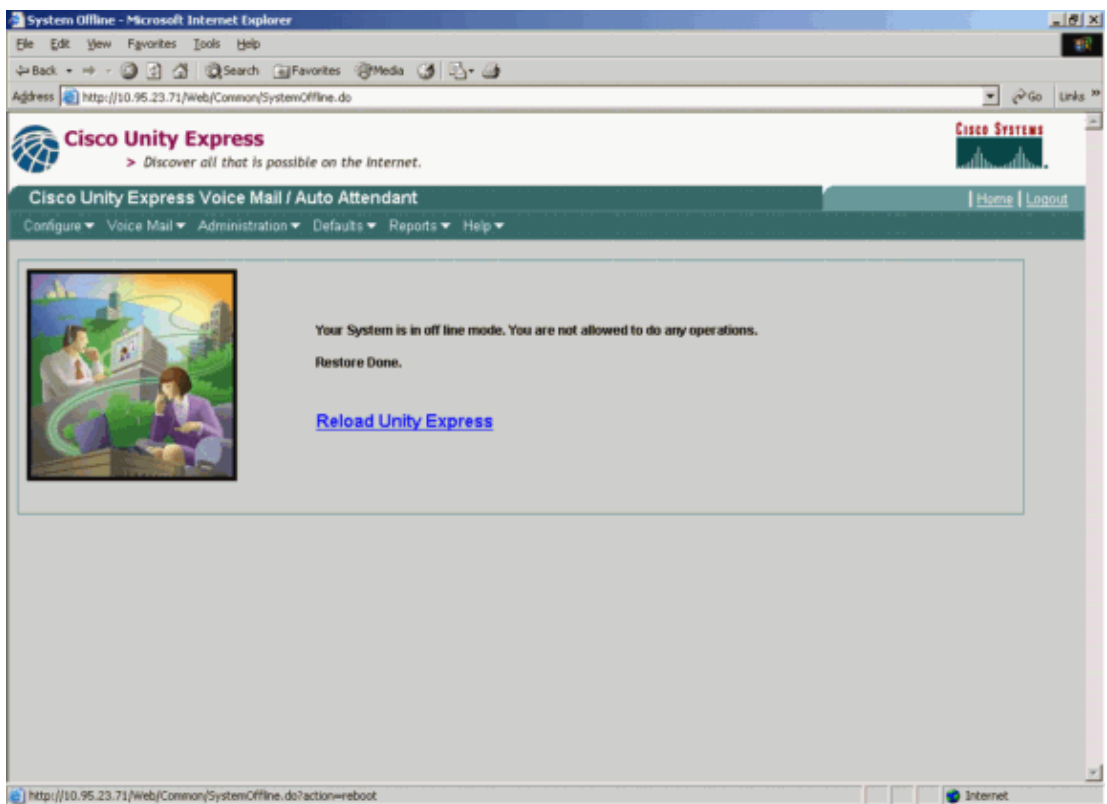 System Offline - Microsoft Internet Explorer
File Edit View Favorites Tools Help
Back Search Favorites Media
Address http://10.95.23.71/Web/Common/SystemOffline.do Go Links »
Cisco Unity Express
> Discover all that is possible on the Internet.
CISCO SYSTEMS
Cisco Unity Express Voice Mail / Auto Attendant
| Home | Logout
Configure Voice Mail Administration Defaults Reports Help
Your System is in off line mode. You are not allowed to do any operations.
Restore Done.
Reload Unity Express
http://10.95.23.71/Web/Common/SystemOffline.do?action=reboot Internet